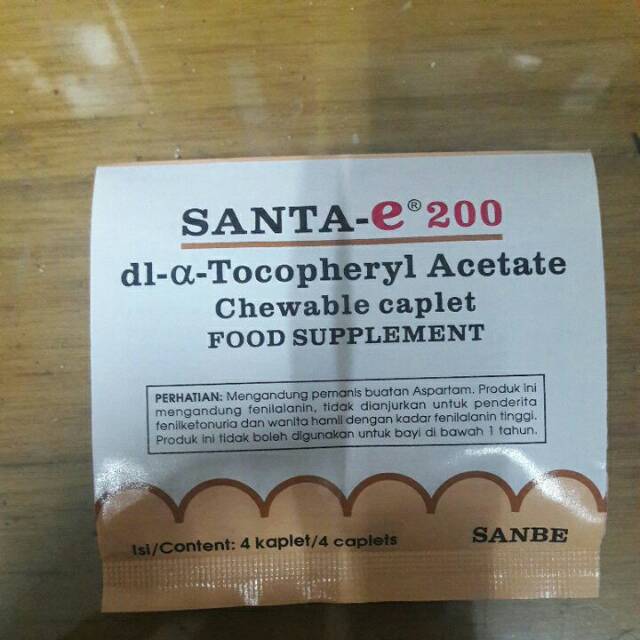 SANTA-e® 200
dl-α-Tocopheryl Acetate
Chewable caplet
FOOD SUPPLEMENT
PERHATIAN: Mengandung pemanis buatan Aspartam. Produk ini
mengandung fenilalanin, tidak dianjurkan untuk penderita
fenilketonuria dan wanita hamil dengan kadar fenilalanin tinggi.
Produk ini tidak boleh digunakan untuk bayi di bawah 1 tahun.
Isi/Content: 4 kaplet/4 caplets
SANBE